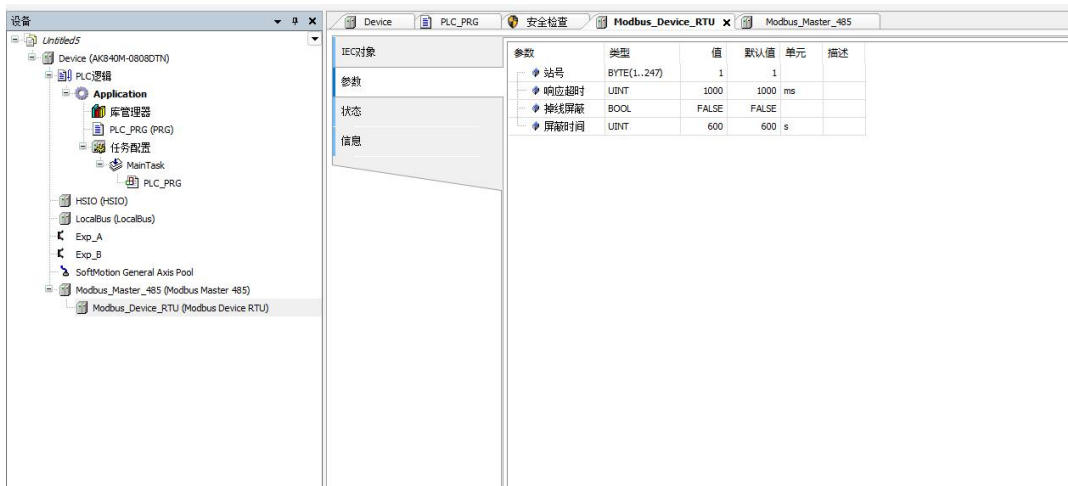 设备
Untitled5
Device (AK840M-0808DTN)
PLC逻辑
Application
库管理器
PLC_PRG (PRG)
任务配置
MainTask
PLC_PRG
HSIO (HSIO)
LocalBus (LocalBus)
Exp_A
Exp_B
SoftMotion General Axis Pool
Modbus_Master_485 (Modbus Master 485)
Modbus_Device_RTU (Modbus Device RTU)
Device PLC_PRG 安全检查 Modbus_Device_RTU Modbus_Master_485
IEC对象
参数
状态
信息
参数 类型 值 默认值 单元 描述
站号 BYTE(1..247) 1 1
响应超时 UINT 1000 1000 ms
掉线屏蔽 BOOL FALSE FALSE
屏蔽时间 UINT 600 600 s